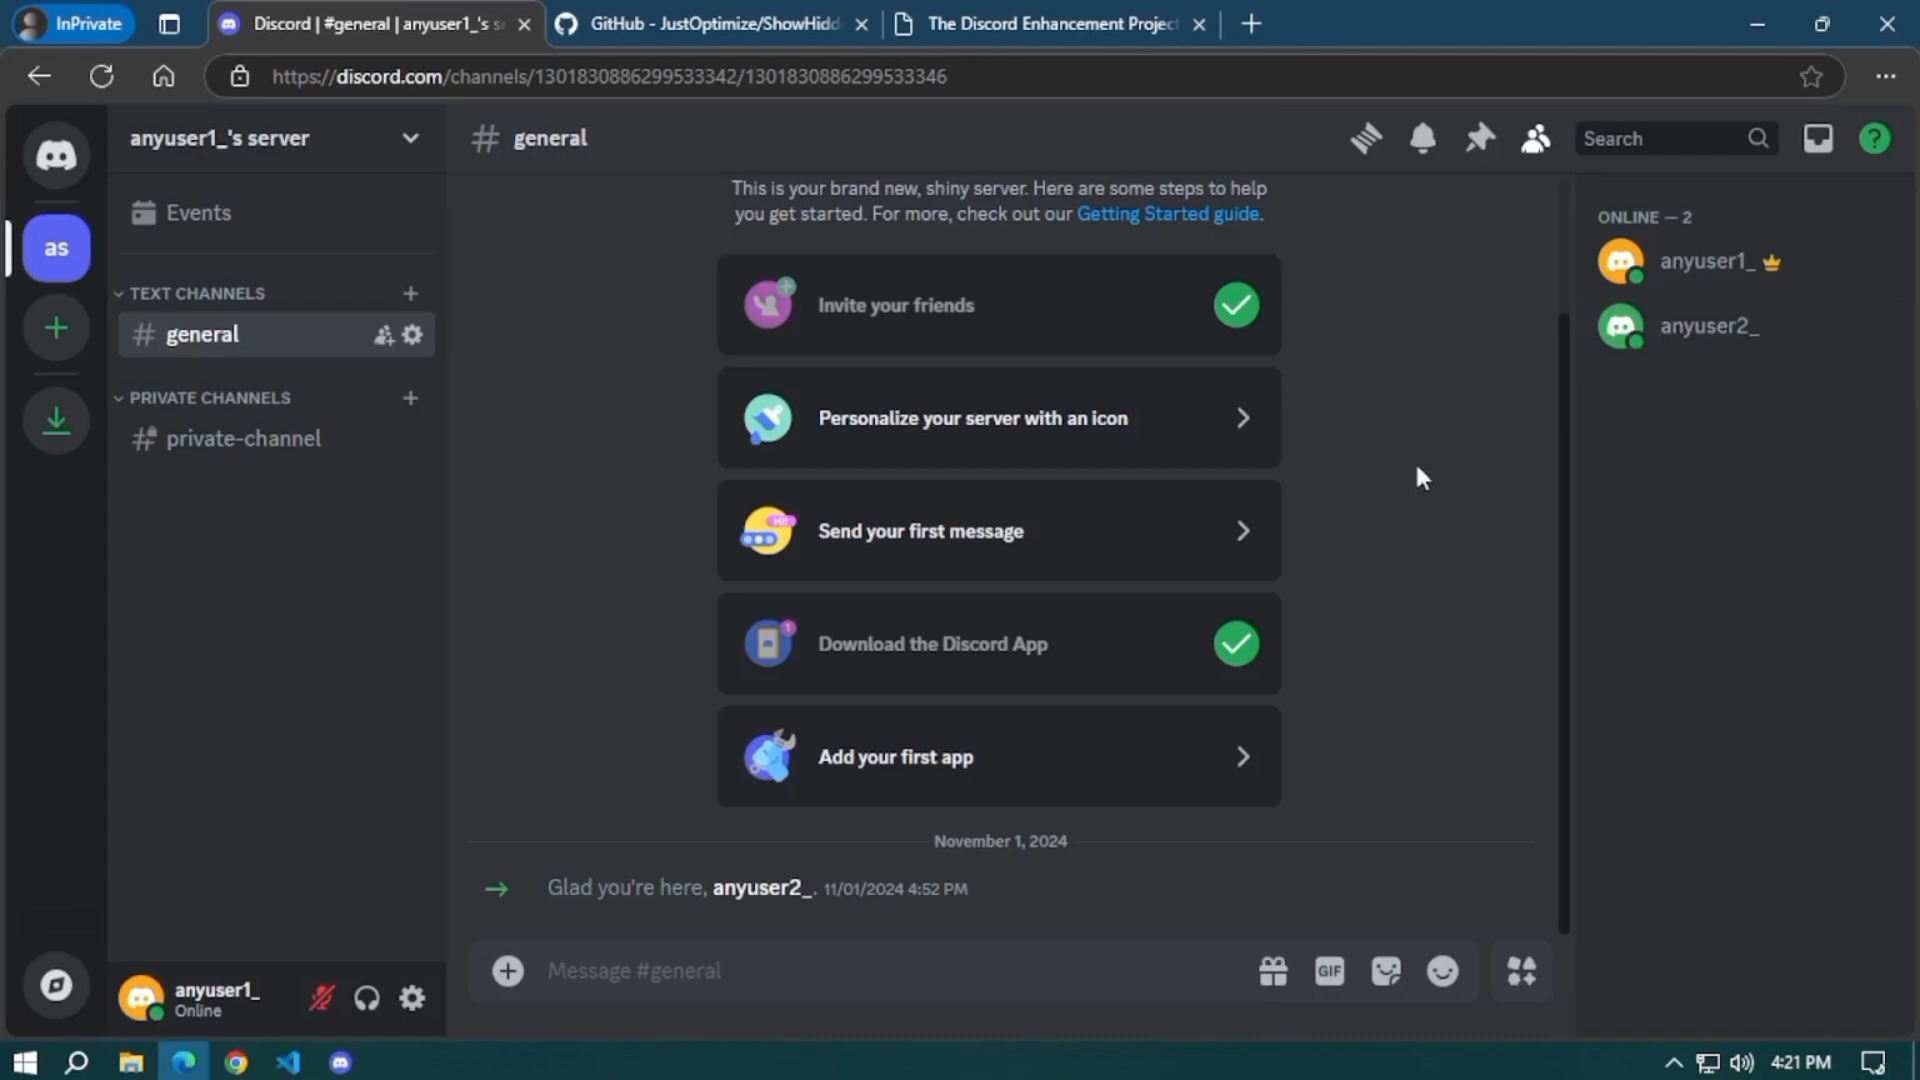 InPrivate
Discord | #general | anyuser1_'s se
GitHub - JustOptimize/ShowHidd
The Discord Enhancement Project
https://discord.com/channels/1301830886299533342/1301830886299533346
anyuser1_'s server
general
Search
This is your brand new, shiny server. Here are some steps to help
you get started. For more, check out our Getting Started guide.
as
Events
TEXT CHANNELS
general
PRIVATE CHANNELS
private-channel
Invite your friends
Personalize your server with an icon
Send your first message
Download the Discord App
Add your first app
November 1, 2024
Glad you're here, anyuser2_. 11/01/2024 4:52 PM
Message #general
GIF
ONLINE — 2
anyuser1_
anyuser2_
anyuser1_
Online
4:21 PM